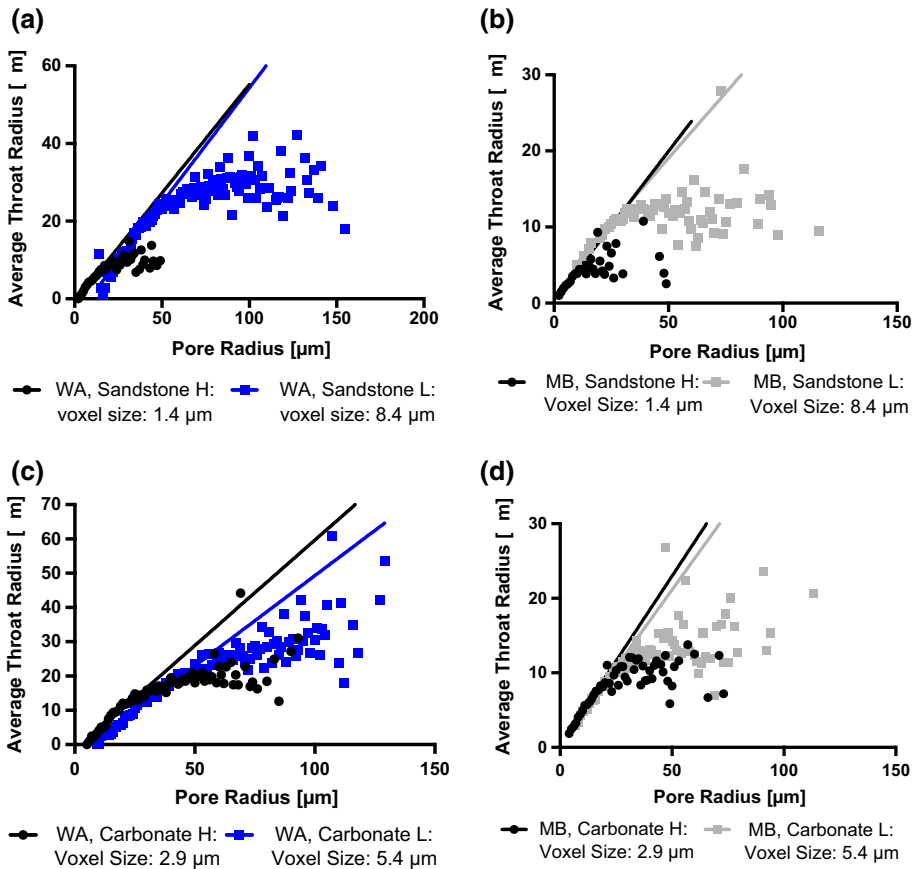 (a)
60
40
20
0
0 50 100 150 200
Average Throat Radius [ m]
Pore Radius [µm]
WA, Sandstone H:
voxel size: 1.4 µm
WA, Sandstone L:
voxel size: 8.4 µm
(b)
30
20
10
0
0 50 100 150
Average Throat Radius [ m]
Pore Radius [µm]
MB, Sandstone H:
Voxel Size: 1.4 µm
MB, Sandstone L:
Voxel Size: 8.4 µm
(c)
70
60
50
40
30
20
10
0
0 50 100 150
Average Throat Radius [ m]
Pore Radius [µm]
WA, Carbonate H:
Voxel Size: 2.9 µm
WA, Carbonate L:
Voxel Size: 5.4 µm
(d)
30
20
10
0
0 50 100 150
Average Throat Radius [ m]
Pore Radius [µm]
MB, Carbonate H:
Voxel Size: 2.9 µm
MB, Carbonate L:
Voxel Size: 5.4 µm